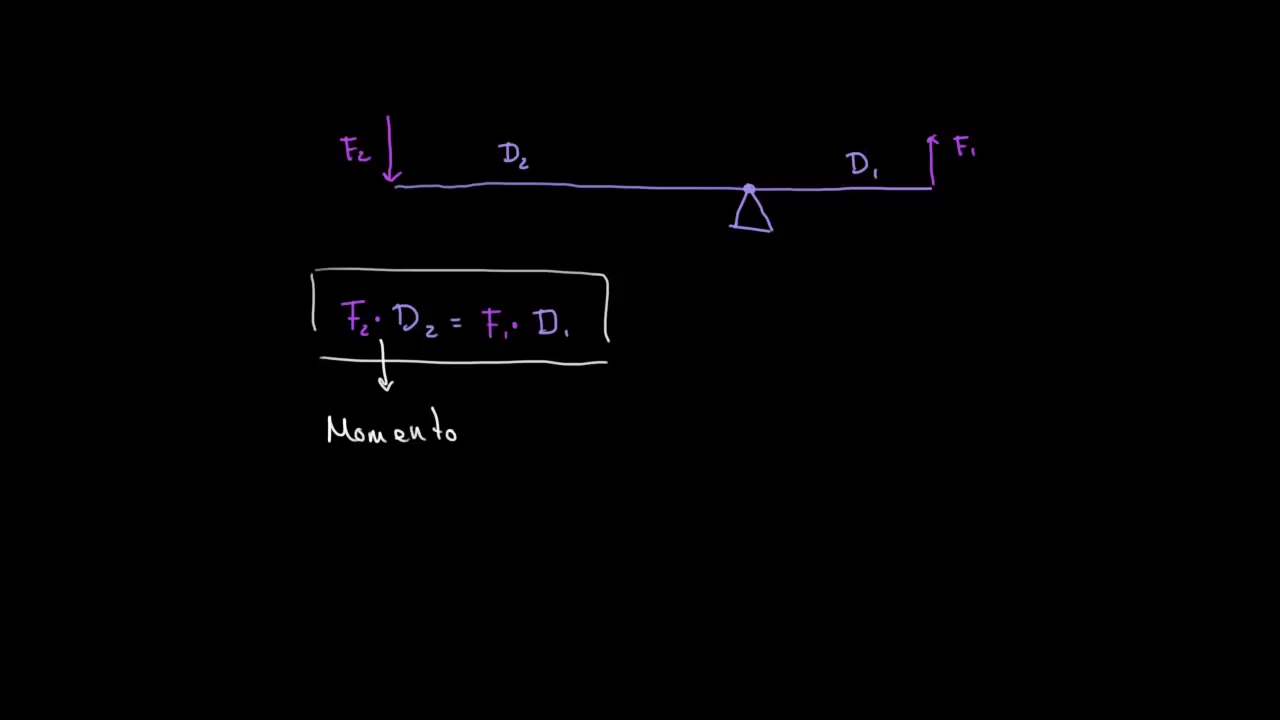 F₂ D₂ D₁ F₁
F₂ · D₂ = F₁ · D₁
Momento